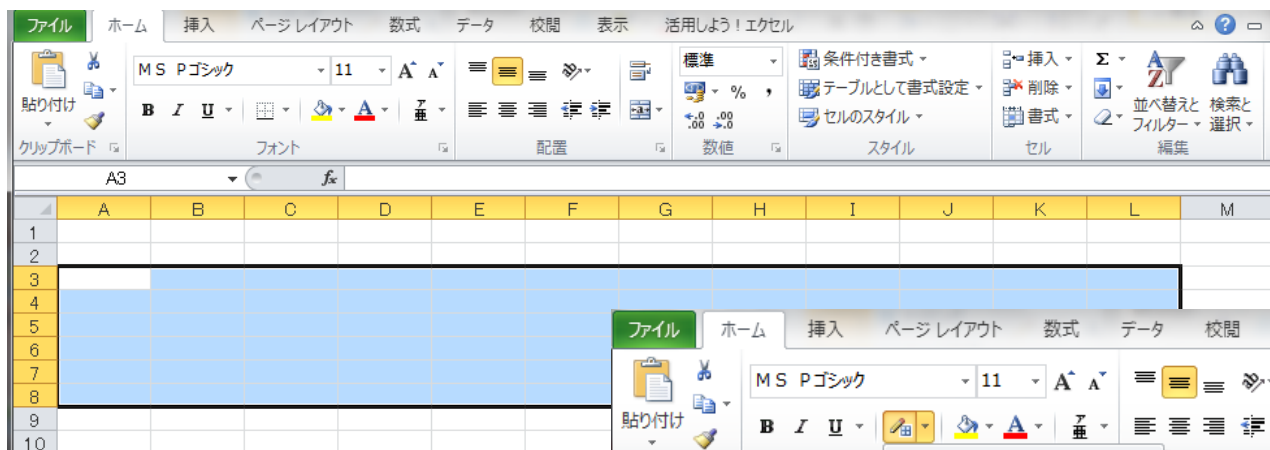 ファイル ホーム 挿入 ページ レイアウト 数式 データ 校閲 表示 活用しよう！エクセル
貼り付け
クリップボード
ＭＳ Ｐゴシック 11 A A
B I U A 亜
フォント
配置
標準
% ,
.0 .00
.00 .0
数値
条件付き書式
テーブルとして書式設定
セルのスタイル
スタイル
挿入
削除
書式
セル
Σ
並べ替えと
フィルター
検索と
選択
編集
A3 fx
A B C D E F G H I J K L M
1
2
3
4
5
6
7
8
9
10
ファイル ホーム 挿入 ページ レイアウト 数式 データ 校閲
貼り付け
ＭＳ Ｐゴシック 11 A A
B I U A 亜